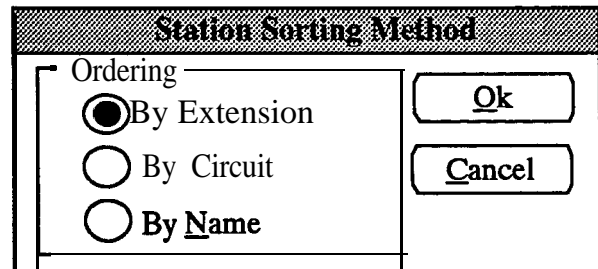 Station Sorting Method
Ordering
By Extension
By Circuit
By Name
Ok
Cancel